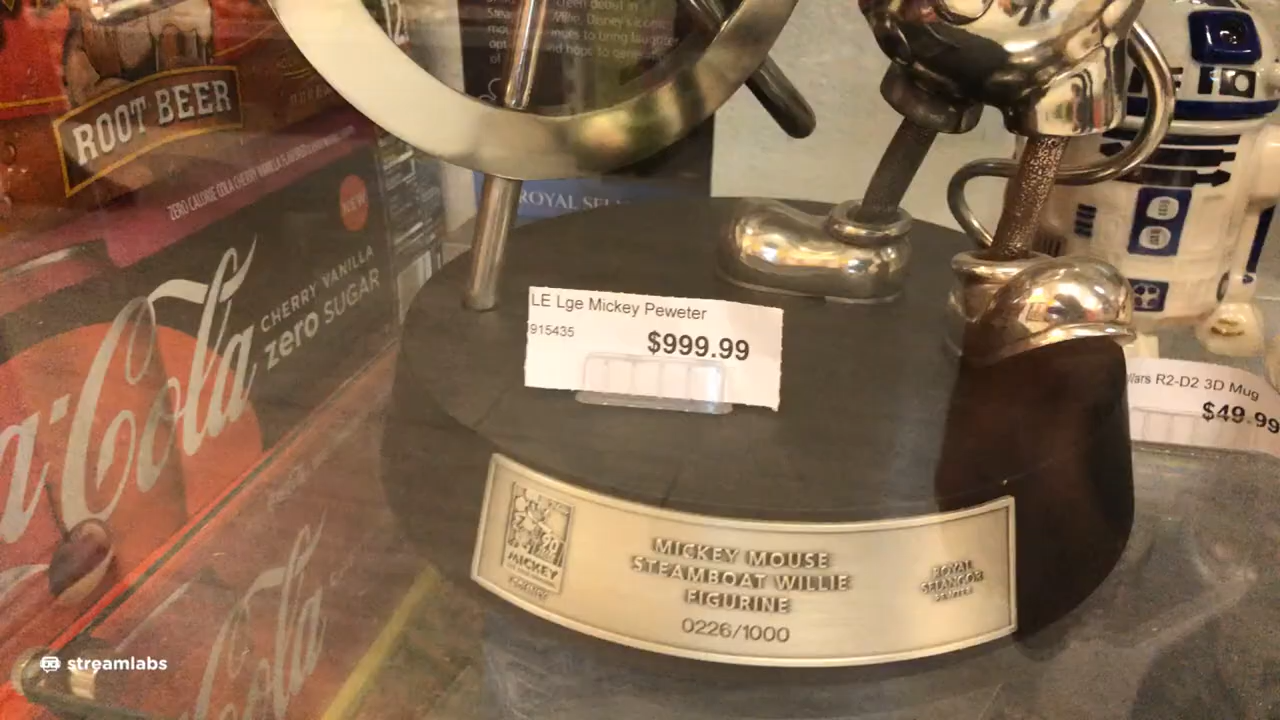 ROOT BEER
ZERO CALORIE COLA CHERRY VANILLA FLAVORED
NEW
CHERRY VANILLA
zero SUGAR
Cola
ROYAL SEL
LE Lge Mickey Peweter
915435
$999.99
R2-D2 3D Mug
$49.99
90
MICKEY
MICKEY MOUSE
STEAMBOAT WILLIE
FIGURINE
0226/1000
ROYAL
SELANGOR
PEWTER
streamlabs